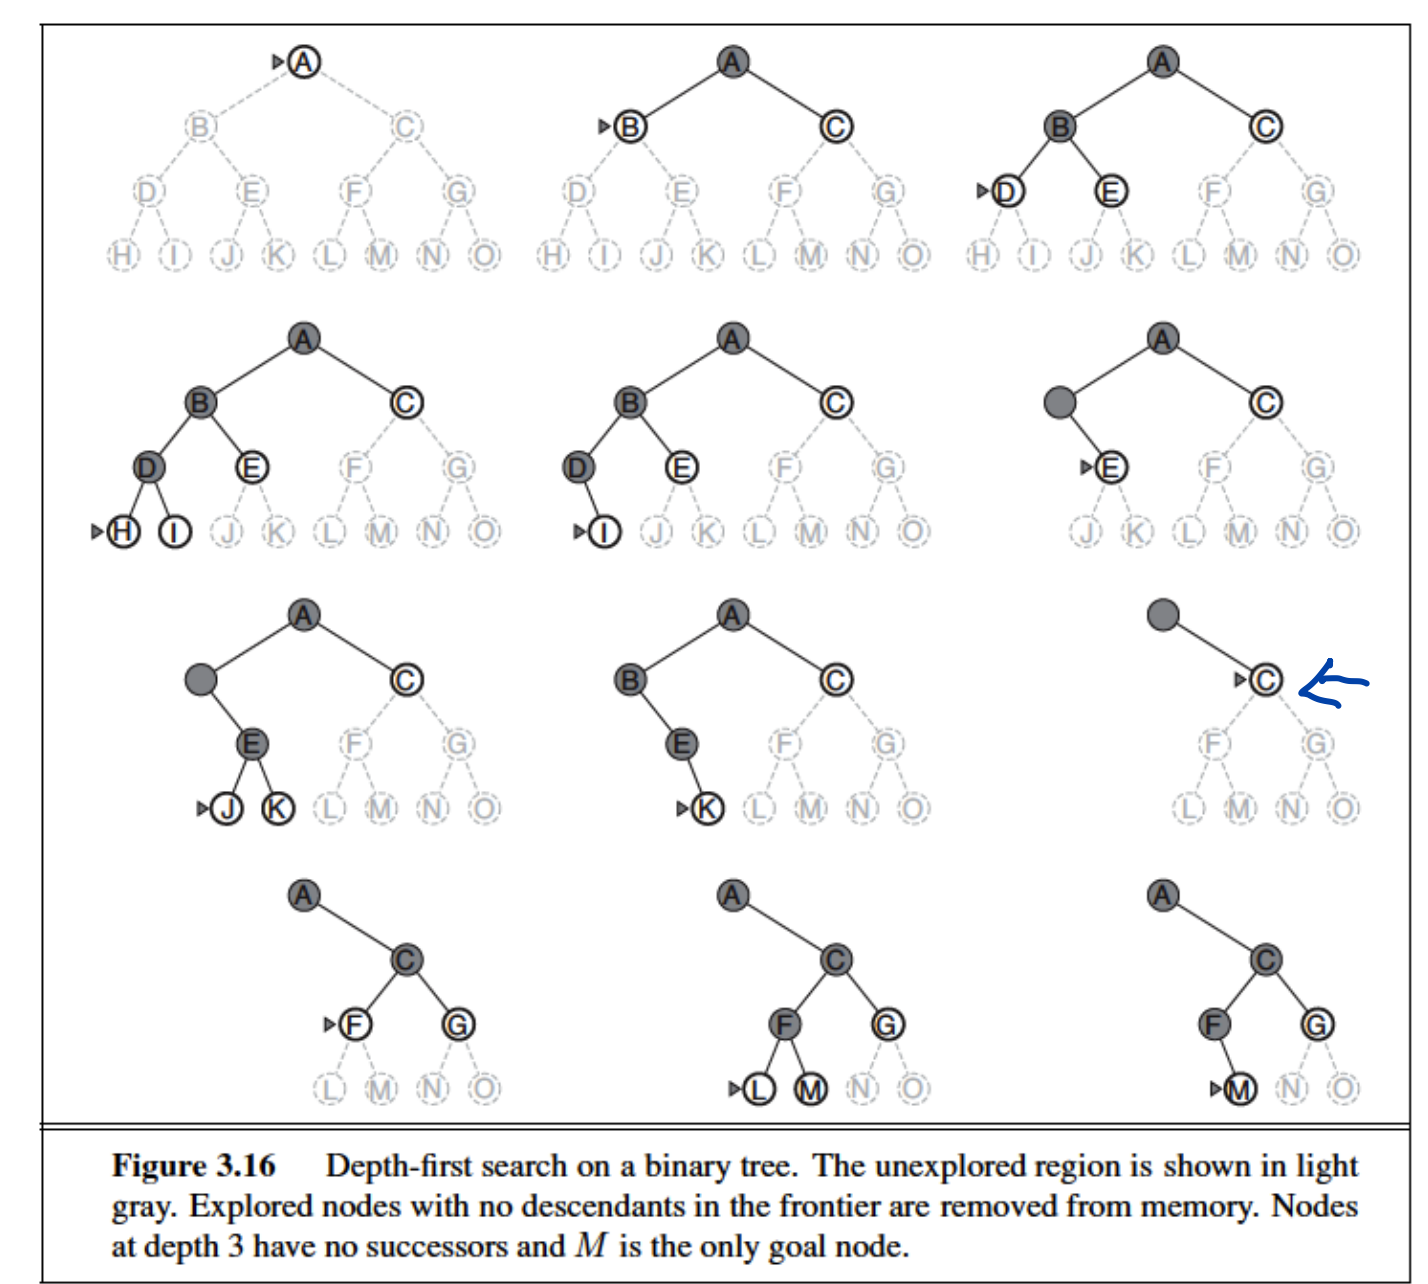 A A A
B C B C B C
D E F G D E F G D E F G
H I J K L M N O H I J K L M N O H I J K L M N O
A A A
B C B C C
D E F G D E F G E F G
H I J K L M N O I J K L M N O J K L M N O
A A
C B C C
E F G E F G F G
J K L M N O K L M N O L M N O
A A A
C C C
F G F G F G
L M N O L M N O M N O
Figure 3.16 Depth-first search on a binary tree. The unexplored region is shown in light
gray. Explored nodes with no descendants in the frontier are removed from memory. Nodes
at depth 3 have no successors and M is the only goal node.